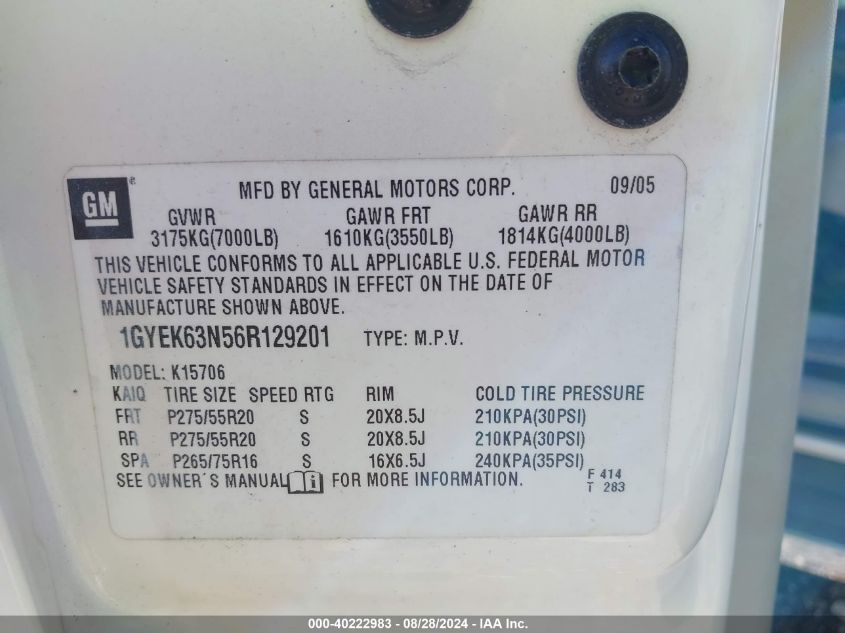 GM ®
MFD BY GENERAL MOTORS CORP. 09/05
GVWR GAWR FRT GAWR RR
3175KG(7000LB) 1610KG(3550LB) 1814KG(4000LB)
THIS VEHICLE CONFORMS TO ALL APPLICABLE U.S. FEDERAL MOTOR
VEHICLE SAFETY STANDARDS IN EFFECT ON THE DATE OF
MANUFACTURE SHOWN ABOVE.
1GYEK63N56R129201 TYPE: M.P.V.
MODEL: K15706
KAIQ TIRE SIZE SPEED RTG RIM COLD TIRE PRESSURE
FRT P275/55R20 S 20X8.5J 210KPA(30PSI)
RR P275/55R20 S 20X8.5J 210KPA(30PSI)
SPA P265/75R16 S 16X6.5J 240KPA(35PSI)
SEE OWNER'S MANUAL i FOR MORE INFORMATION.
F 414
T 283
000-40222983 / 08/28/2024 - IAA Inc.